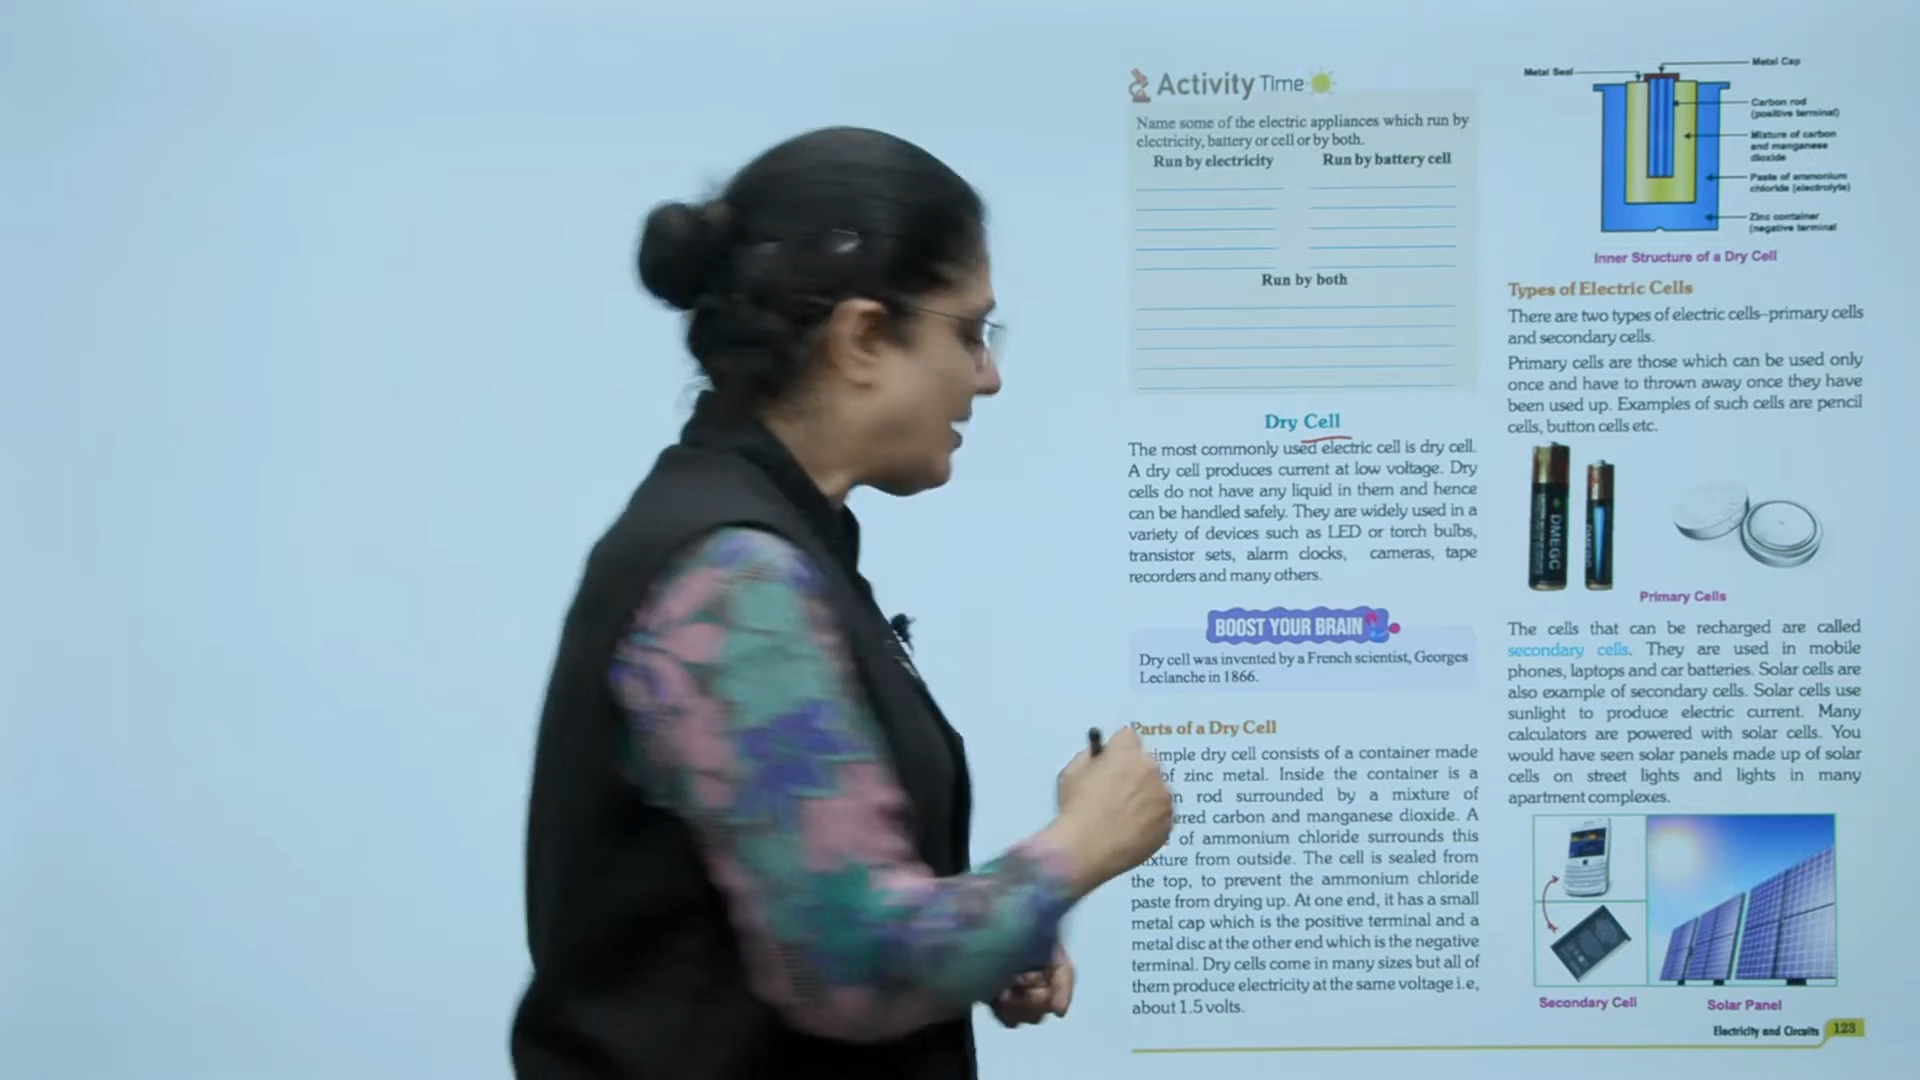 Activity Time
Name some of the electric appliances which run by
electricity, battery or cell or by both.
Run by electricity
Run by battery cell
Run by both
Dry Cell
The most commonly used electric cell is dry cell.
A dry cell produces current at low voltage. Dry
cells do not have any liquid in them and hence
can be handled safely. They are widely used in a
variety of devices such as LED or torch bulbs,
transistor sets, alarm clocks, cameras, tape
recorders and many others.
BOOST YOUR BRAIN
Dry cell was invented by a French scientist, Georges
Leclanche in 1866.
Parts of a Dry Cell
simple dry cell consists of a container made
of zinc metal. Inside the container is a
rod surrounded by a mixture of
carbon and manganese dioxide. A
of ammonium chloride surrounds this
from outside. The cell is sealed from
the top, to prevent the ammonium chloride
paste from drying up. At one end, it has a small
metal cap which is the positive terminal and a
metal disc at the other end which is the negative
terminal. Dry cells come in many sizes but all of
them produce electricity at the same voltage i.e,
about 1.5 volts.
Metal Seal
Metal Cap
Carbon rod
(positive terminal)
Mixture of carbon
and manganese
dioxide
Paste of ammonium
chloride (electrolyte)
Zinc container
(negative terminal
Inner Structure of a Dry Cell
Types of Electric Cells
There are two types of electric cells–primary cells
and secondary cells.
Primary cells are those which can be used only
once and have to thrown away once they have
been used up. Examples of such cells are pencil
cells, button cells etc.
DMEGC
Primary Cells
The cells that can be recharged are called
secondary cells. They are used in mobile
phones, laptops and car batteries. Solar cells are
also example of secondary cells. Solar cells use
sunlight to produce electric current. Many
calculators are powered with solar cells. You
would have seen solar panels made up of solar
cells on street lights and lights in many
apartment complexes.
Secondary Cell
Solar Panel
Electricity and Circuits
123